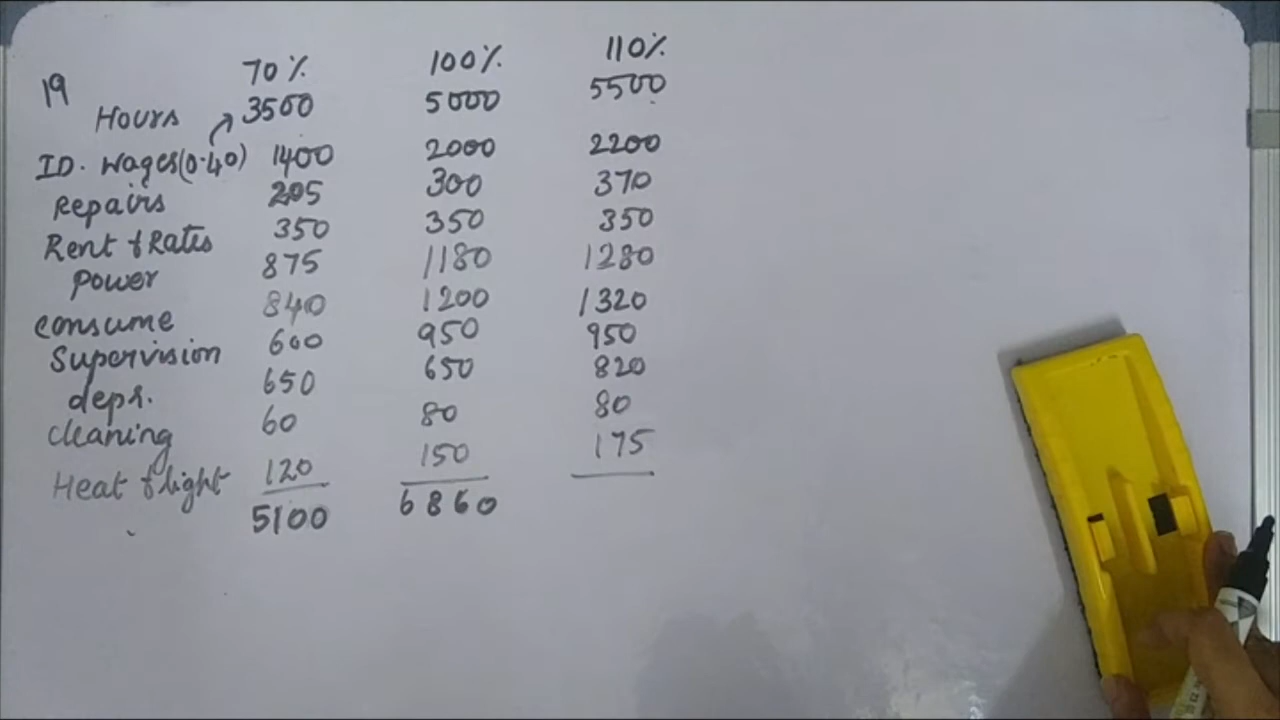 70% 100% 110%
19 Hours 3500 5000 5500
ID. Wages(0.40) 1400 2000 2200
Repairs 205 300 370
Rent & Rates 350 350 350
Power 875 1180 1280
consume 840 1200 1320
Supervision 600 950 950
depr. 650 650 820
cleaning 60 80 80
Heat & light 120 150 175
5100 6860